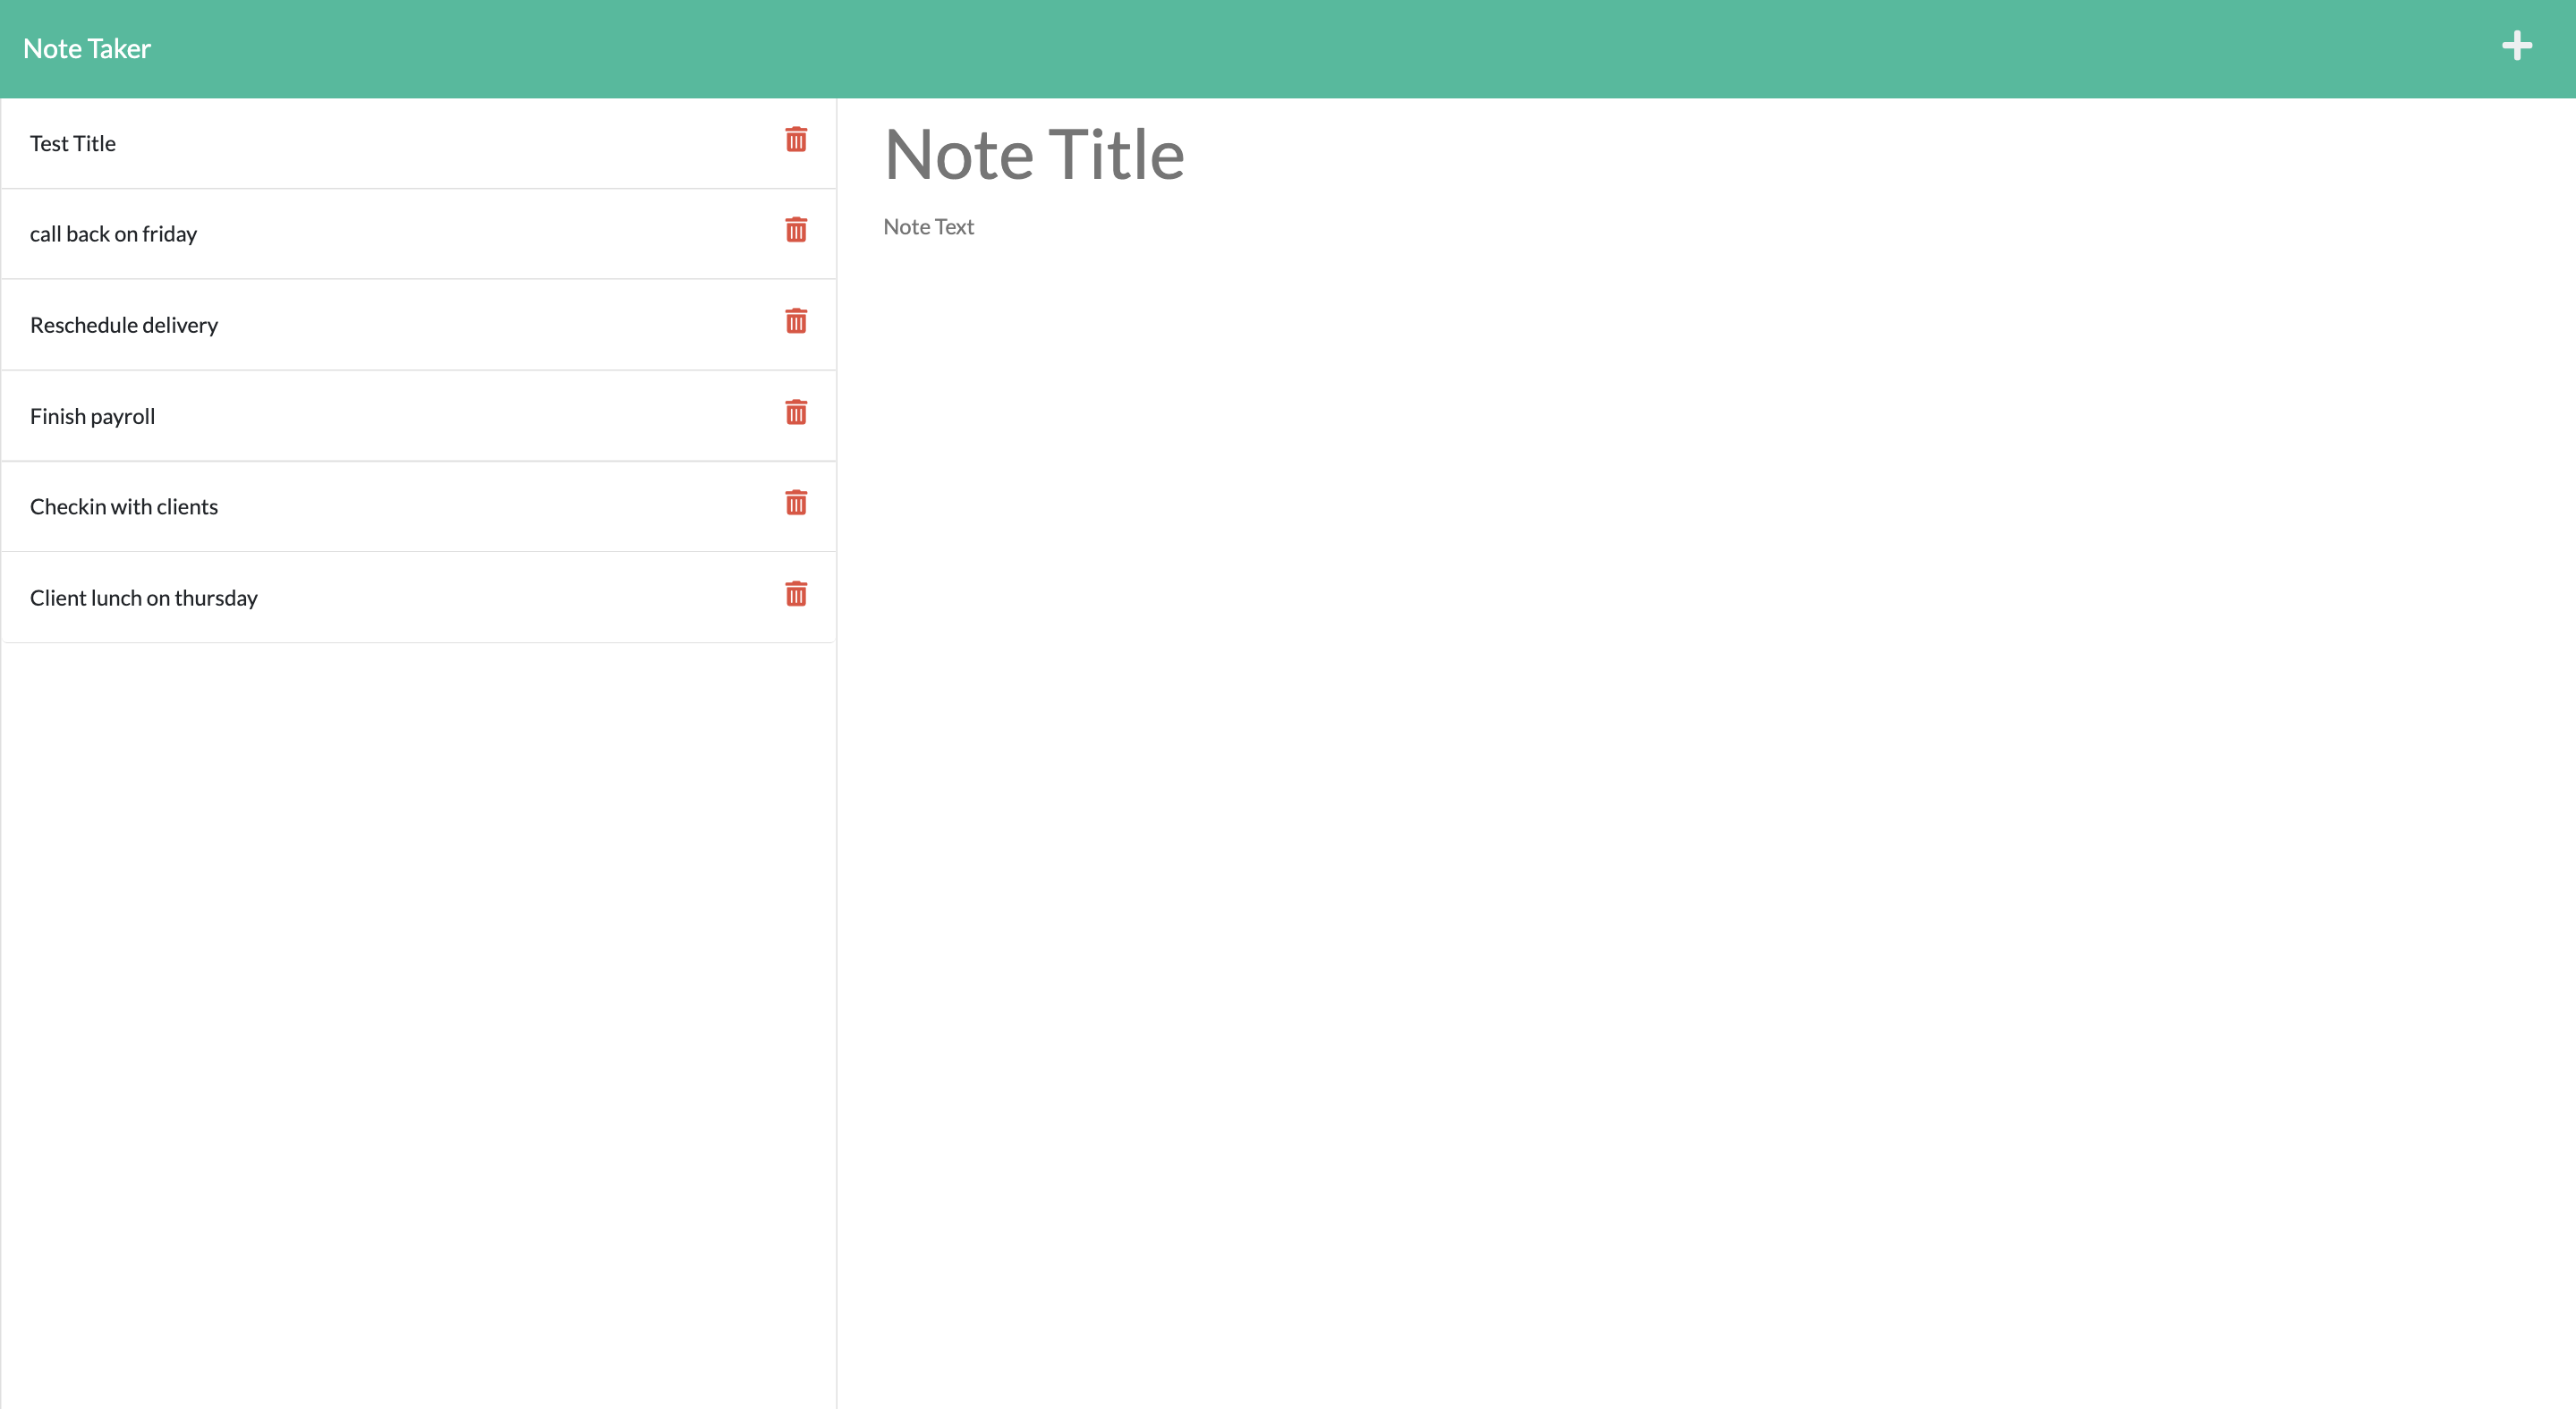 Note Taker
Test Title
call back on friday
Reschedule delivery
Finish payroll
Checkin with clients
Client lunch on thursday
Note Title
Note Text